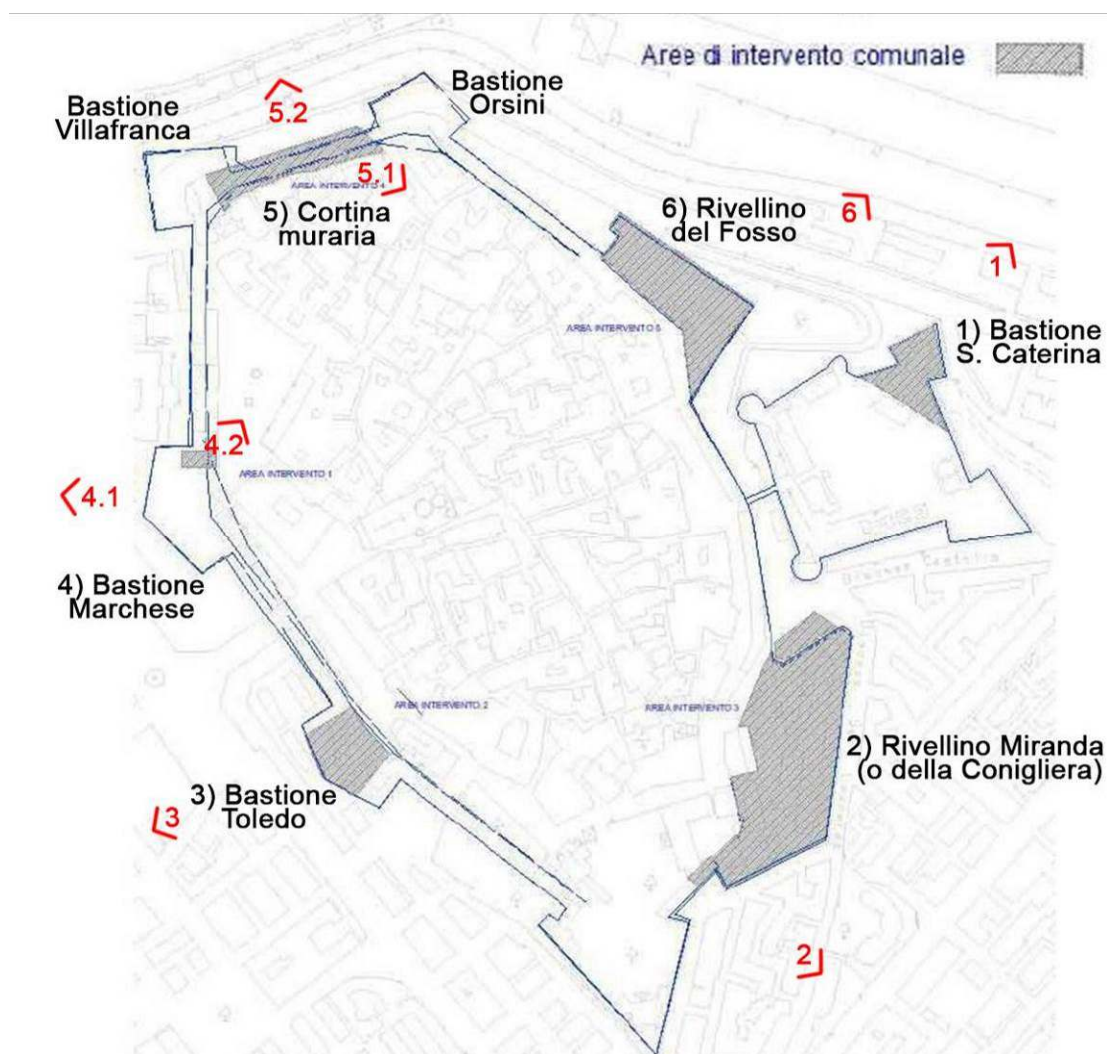 Aree di intervento comunale
Bastione
Orsini
Bastione
Villafranca
5.2
5.1
AREA INTERVENTO 4
5) Cortina
muraria
6) Rivellino
del Fosso
6
1
AREA INTERVENTO 5
1) Bastione
S. Caterina
4.2
AREA INTERVENTO 1
4.1
4) Bastione
Marchese
AREA INTERVENTO 2
AREA INTERVENTO 3
2) Rivellino Miranda
(o della Conigliera)
3) Bastione
Toledo
3
2